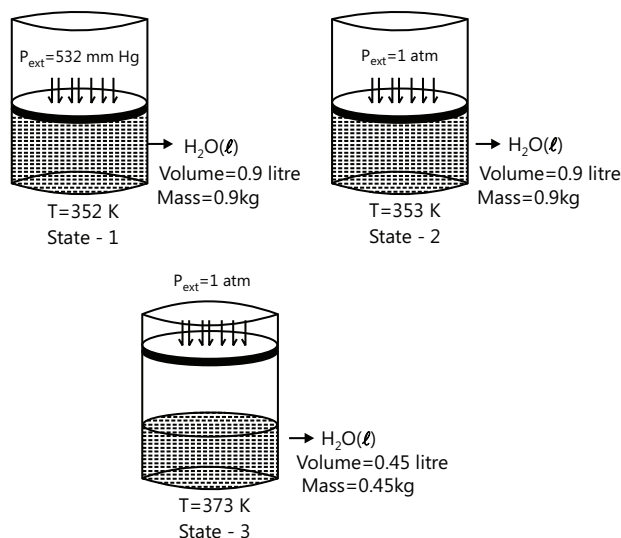 P_ext=532 mm Hg
H₂O(ℓ)
Volume=0.9 litre
Mass=0.9kg
T=352 K
State - 1
P_ext=1 atm
H₂O(ℓ)
Volume=0.9 litre
Mass=0.9kg
T=353 K
State - 2
P_ext=1 atm
H₂O(ℓ)
Volume=0.45 litre
Mass=0.45kg
T=373 K
State - 3